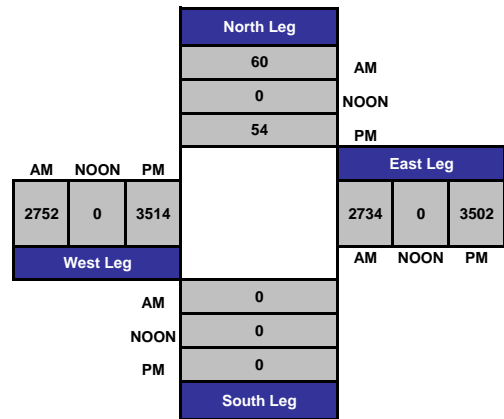 North Leg
60
AM
0
NOON
54
PM
AM NOON PM
East Leg
2752 0 3514
2734 0 3502
West Leg
AM NOON PM
AM
0
NOON
0
PM
0
South Leg